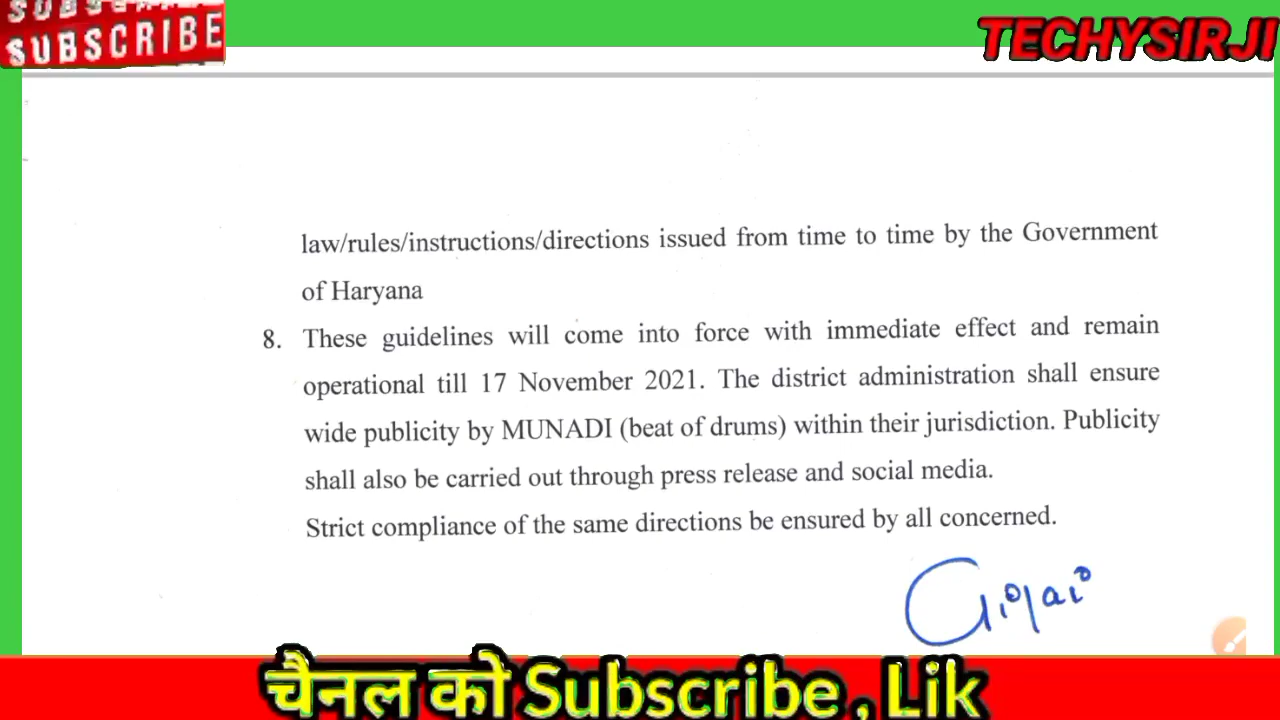 SUBSCRIBE
SUBSCRIBE
TECHYSIRJI
law/rules/instructions/directions issued from time to time by the Government
of Haryana
8. These guidelines will come into force with immediate effect and remain
operational till 17 November 2021. The district administration shall ensure
wide publicity by MUNADI (beat of drums) within their jurisdiction. Publicity
shall also be carried out through press release and social media.
Strict compliance of the same directions be ensured by all concerned.
चैनल को Subscribe , Lik